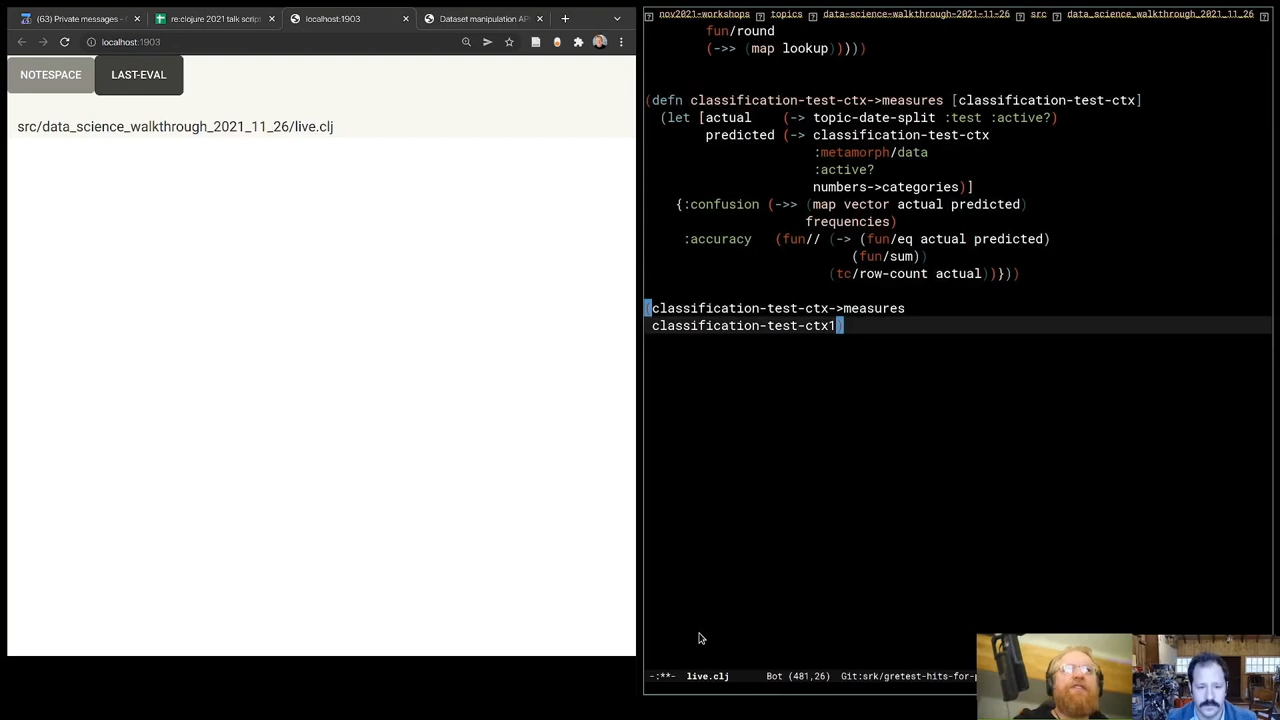 (63) Private messages -
re:clojure 2021 talk script
localhost:1903
Dataset manipulation AP
localhost:1903
NOTESPACE
LAST-EVAL
src/data_science_walkthrough_2021_11_26/live.clj
nov2021-workshops topics data-science-walkthrough-2021-11-26 src data_science_walkthrough_2021_11_26
fun/round
(->> (map lookup)))))
(defn classification-test-ctx->measures [classification-test-ctx]
(let [actual (-> topic-date-split :test :active?)
predicted (-> classification-test-ctx
:metamorph/data
:active?
numbers->categories)]
{:confusion (->> (map vector actual predicted)
frequencies)
:accuracy (fun// (-> (fun/eq actual predicted)
(fun/sum))
(tc/row-count actual))}))
(classification-test-ctx->measures
classification-test-ctx1)
-:**- live.clj Bot (481,26) Git:srk/gretest-hits-for-